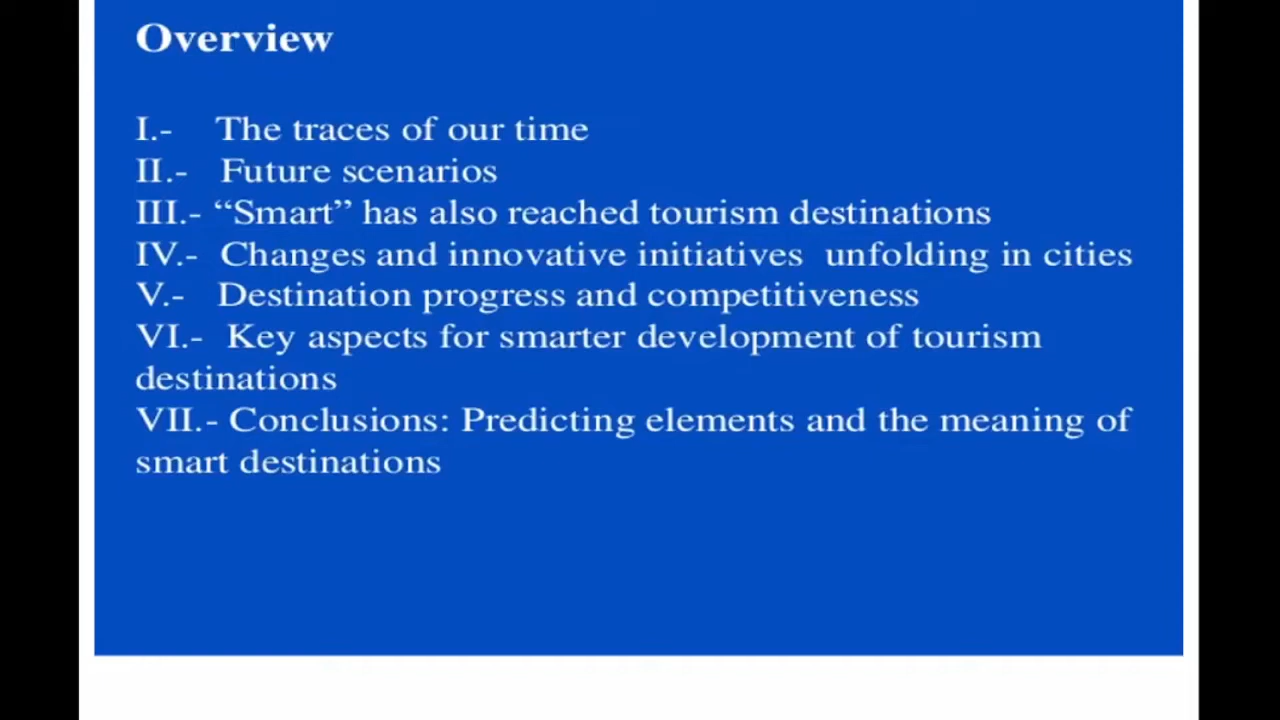 Overview
I.- The traces of our time
II.- Future scenarios
III.- “Smart” has also reached tourism destinations
IV.- Changes and innovative initiatives unfolding in cities
V.- Destination progress and competitiveness
VI.- Key aspects for smarter development of tourism
destinations
VII.- Conclusions: Predicting elements and the meaning of
smart destinations